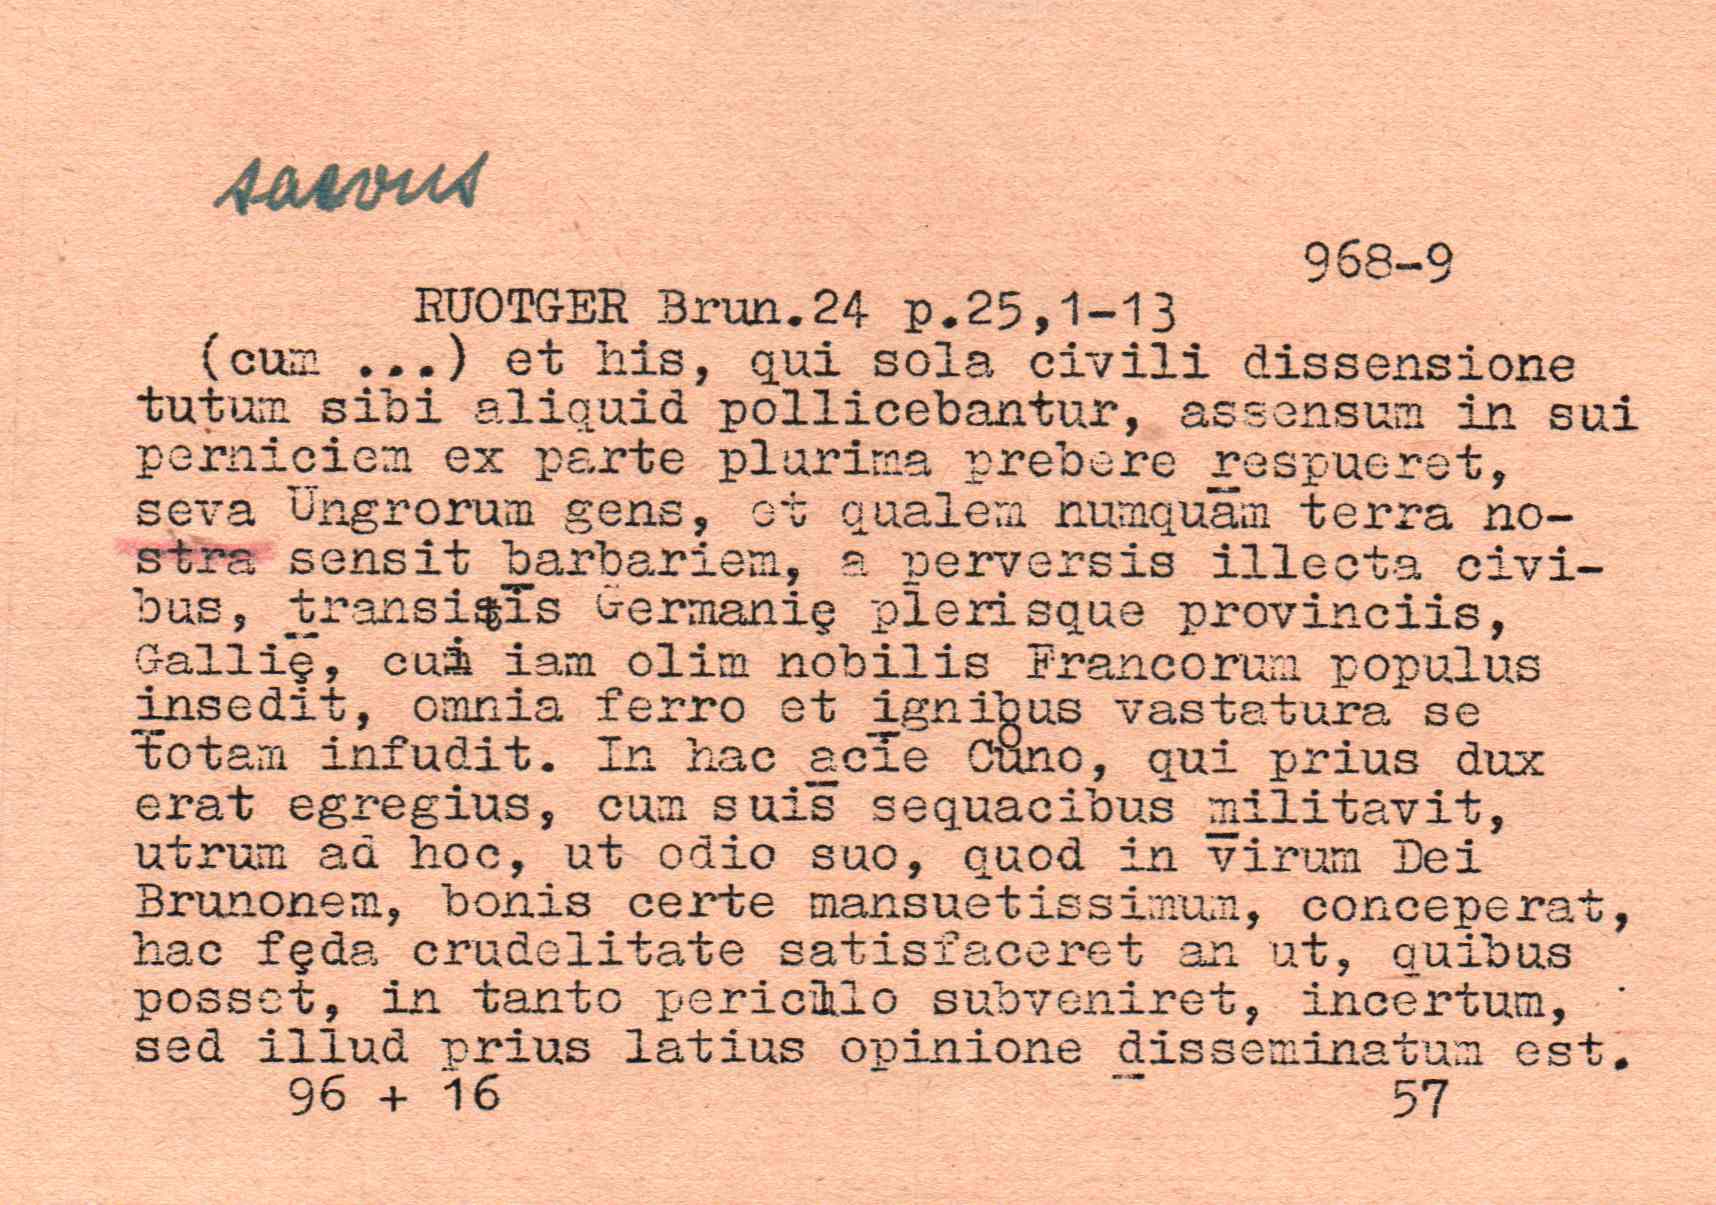 saevus
968-9
RUOTGER Brun.24 p.25,1-13
(cum ...) et his, qui sola civili dissensione
tutum sibi aliquid pollicebantur, assensum in sui
perniciem ex parte plurima prebere respueret,
seva Ungrorum gens, et qualem numquam terra no-
stra sensit barbariem, a perversis illecta civi-
bus, transitis Germanię plerisque provinciis,
Gallię, cui iam olim nobilis Francorum populus
insedit, omnia ferro et ignibus vastatura se
totam infudit. In hac acie Cůno, qui prius dux
erat egregius, cum suis sequacibus militavit,
utrum ad hoc, ut odio suo, quod in virum Dei
Brunonem, bonis certe mansuetissimum, conceperat,
hac fęda crudelitate satisfaceret an ut, quibus
posset, in tanto periculo subveniret, incertum,
sed illud prius latius opinione disseminatum est.
96 + 16 57